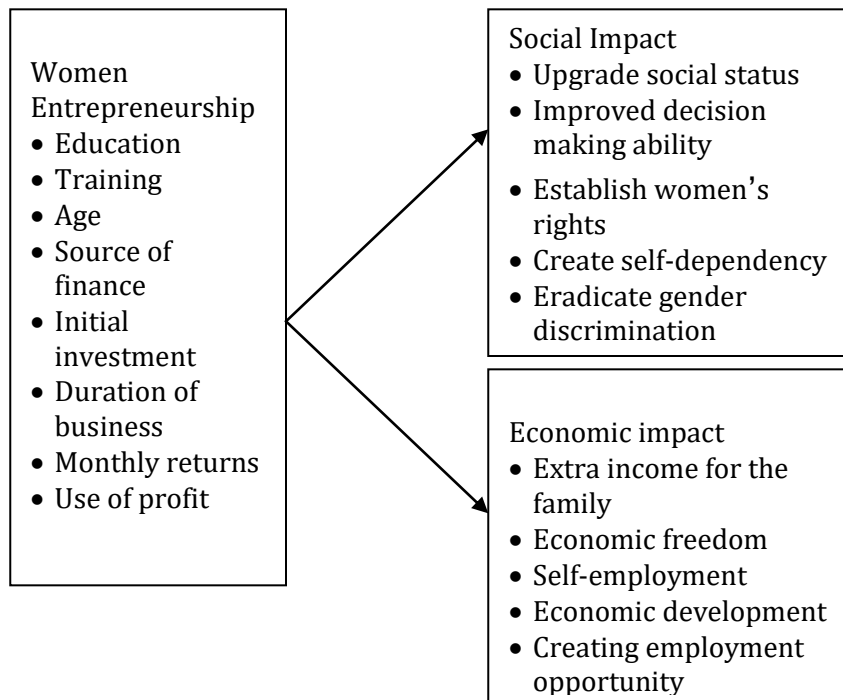 Women
Entrepreneurship
• Education
• Training
• Age
• Source of
finance
• Initial
investment
• Duration of
business
• Monthly returns
• Use of profit
Social Impact
• Upgrade social status
• Improved decision
making ability
• Establish women’s
rights
• Create self-dependency
• Eradicate gender
discrimination
Economic impact
• Extra income for the
family
• Economic freedom
• Self-employment
• Economic development
• Creating employment
opportunity